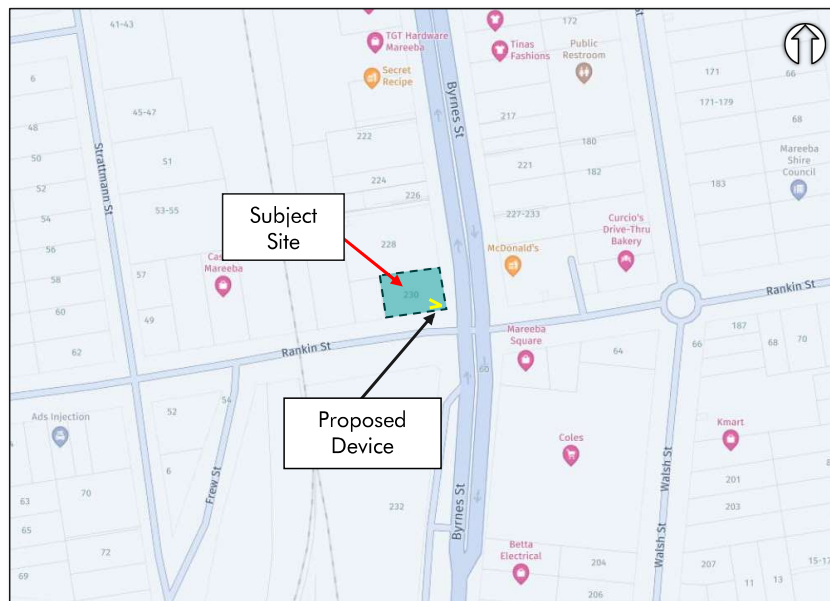 41-43
TGT Hardware
Mareeba
172
Tinas
Fashions
Public
Restroom
6
Secret
Recipe
171
66
Byrnes St
171-179
45-47
48
217
68
222
180
50
51
221
182
Mareeba
Shire
Council
Strattmann St
52
224
183
226
53-55
54
Subject
Site
227-233
Curcio's
Drive-Thru
Bakery
56
228
McDonald's
57
Cas
Mareeba
58
230
Rankin St
60
49
Mareeba
Square
187
62
Rankin St
64
66
68
70
60
54
52
Proposed
Device
Ads Injection
Kmart
Coles
6
Walsh St
Frew St
201
70
63
232
203
65
Byrnes St
Walsh St
72
Betta
Electrical
204
207
15-17
69
11
13
206